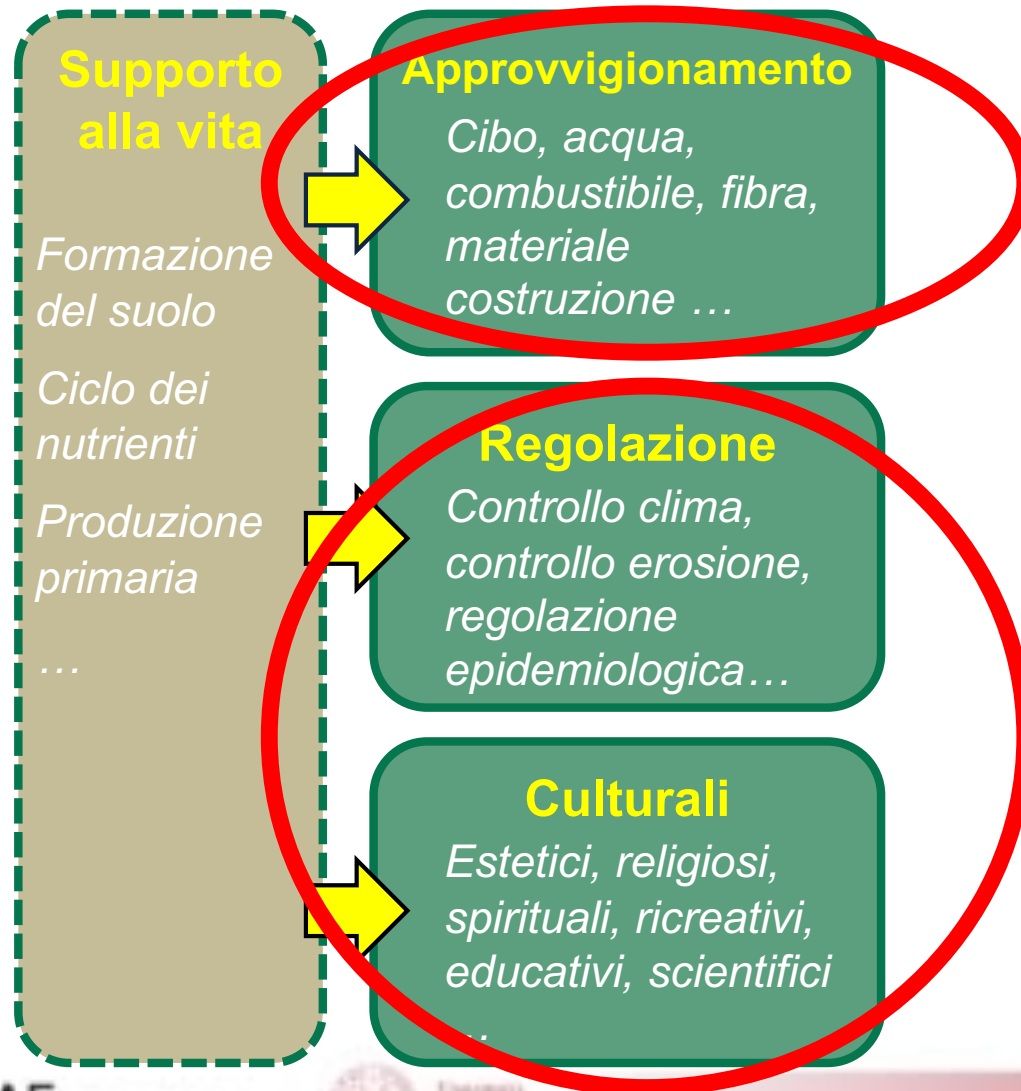 Supporto
alla vita
Formazione
del suolo
Ciclo dei
nutrienti
Produzione
primaria
…
Approvvigionamento
Cibo, acqua,
combustibile, fibra,
materiale
costruzione …
Regolazione
Controllo clima,
controllo erosione,
regolazione
epidemiologica…
Culturali
Estetici, religiosi,
spirituali, ricreativi,
educativi, scientifici
…